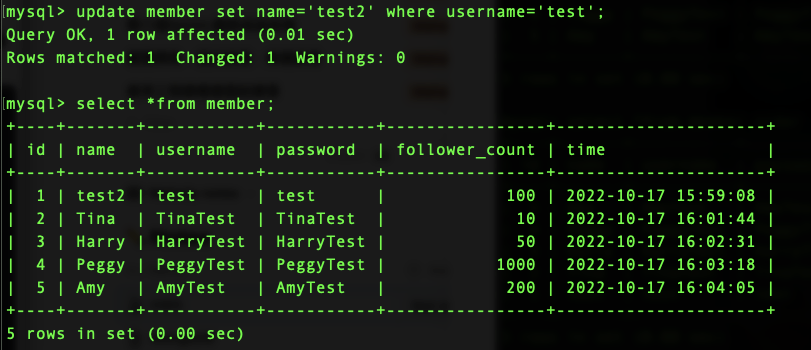 mysql> update member set name='test2' where username='test';
Query OK, 1 row affected (0.01 sec)
Rows matched: 1  Changed: 1  Warnings: 0

mysql> select *from member;
+----+-------+-----------+-----------+----------------+---------------------+
| id | name  | username  | password  | follower_count | time                |
+----+-------+-----------+-----------+----------------+---------------------+
|  1 | test2 | test      | test      |            100 | 2022-10-17 15:59:08 |
|  2 | Tina  | TinaTest  | TinaTest  |             10 | 2022-10-17 16:01:44 |
|  3 | Harry | HarryTest | HarryTest |             50 | 2022-10-17 16:02:31 |
|  4 | Peggy | PeggyTest | PeggyTest |           1000 | 2022-10-17 16:03:18 |
|  5 | Amy   | AmyTest   | AmyTest   |            200 | 2022-10-17 16:04:05 |
+----+-------+-----------+-----------+----------------+---------------------+
5 rows in set (0.00 sec)